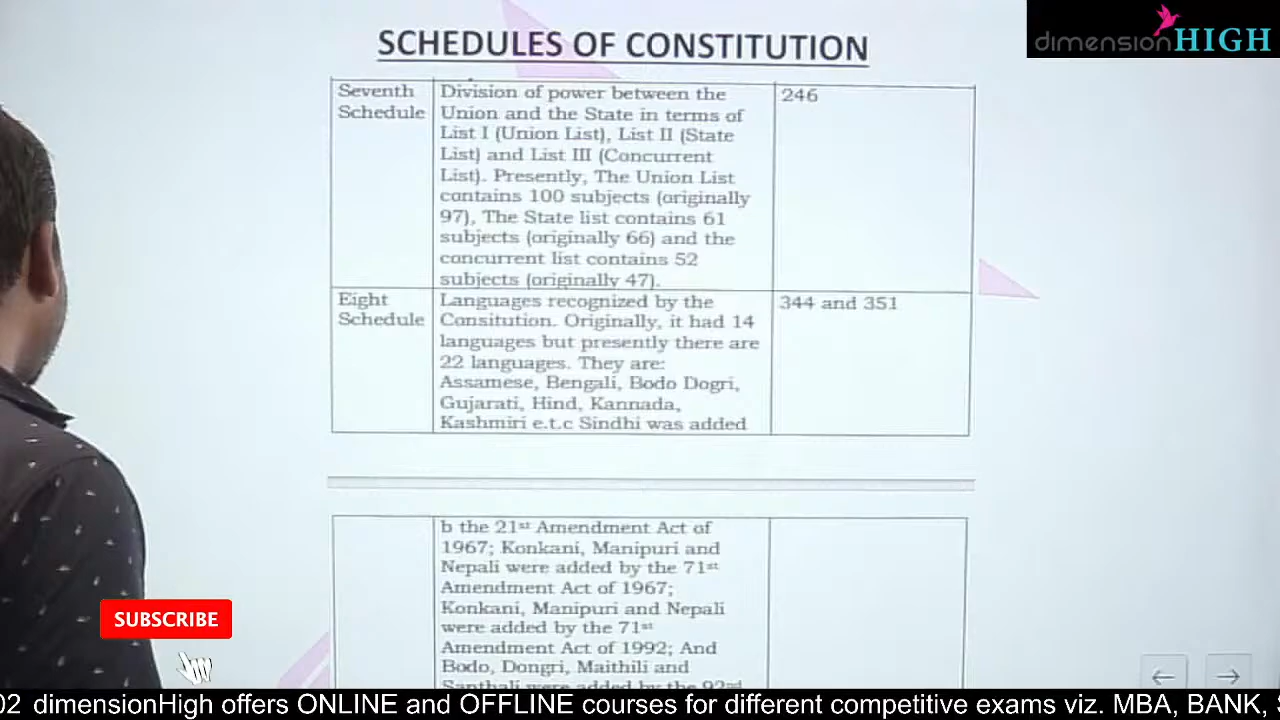 SCHEDULES OF CONSTITUTION
dimensionHIGH
Seventh Schedule
Division of power between the
Union and the State in terms of
List I (Union List), List II (State
List) and List III (Concurrent
List). Presently, The Union List
contains 100 subjects (originally
97), The State list contains 61
subjects (originally 66) and the
concurrent list contains 52
subjects (originally 47).
246
Eight Schedule
Languages recognized by the
Consitution. Originally, it had 14
languages but presently there are
22 languages. They are:
Assamese, Bengali, Bodo Dogri,
Gujarati, Hind, Kannada,
Kashmiri e.t.c Sindhi was added
344 and 351
b the 21st Amendment Act of
1967; Konkani, Manipuri and
Nepali were added by the 71st
Amendment Act of 1967;
Konkani, Manipuri and Nepali
were added by the 71st
Amendment Act of 1992; And
Bodo, Dongri, Maithili and
Santhali were added by the 92nd
SUBSCRIBE
02 dimensionHigh offers ONLINE and OFFLINE courses for different competitive exams viz. MBA, BANK,